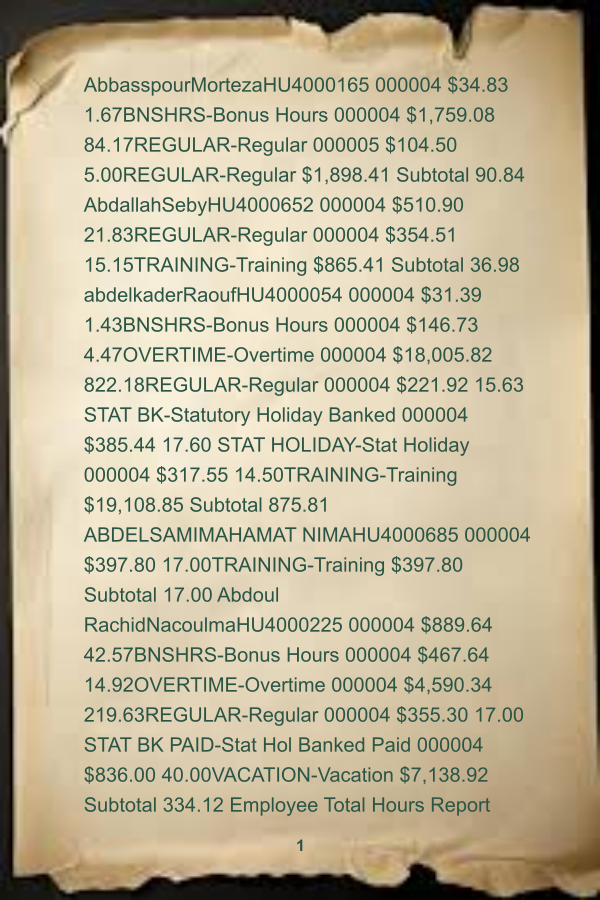 AbbasspourMortezaHU4000165 000004 $34.83
1.67BNSHRS-Bonus Hours 000004 $1,759.08
84.17REGULAR-Regular 000005 $104.50
5.00REGULAR-Regular $1,898.41 Subtotal 90.84
AbdallahSebyHU4000652 000004 $510.90
21.83REGULAR-Regular 000004 $354.51
15.15TRAINING-Training $865.41 Subtotal 36.98
abdelkaderRaoufHU4000054 000004 $31.39
1.43BNSHRS-Bonus Hours 000004 $146.73
4.47OVERTIME-Overtime 000004 $18,005.82
822.18REGULAR-Regular 000004 $221.92 15.63
STAT BK-Statutory Holiday Banked 000004
$385.44 17.60 STAT HOLIDAY-Stat Holiday
000004 $317.55 14.50TRAINING-Training
$19,108.85 Subtotal 875.81
ABDELSAMIMAHAMAT NIMAHU4000685 000004
$397.80 17.00TRAINING-Training $397.80
Subtotal 17.00 Abdoul
RachidNacoulmaHU4000225 000004 $889.64
42.57BNSHRS-Bonus Hours 000004 $467.64
14.92OVERTIME-Overtime 000004 $4,590.34
219.63REGULAR-Regular 000004 $355.30 17.00
STAT BK PAID-Stat Hol Banked Paid 000004
$836.00 40.00VACATION-Vacation $7,138.92
Subtotal 334.12 Employee Total Hours Report
1